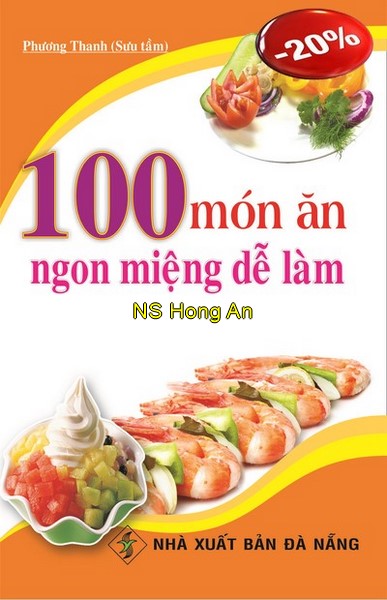 Phương Thanh (Sưu tầm)
-20%
100 món ăn
ngon miệng dễ làm
NS Hong An
NHÀ XUẤT BẢN ĐÀ NẴNG